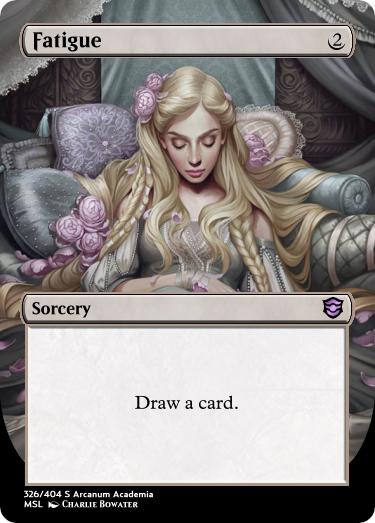 Fatigue 2
Sorcery
Draw a card.
326/404 S Arcanum Academia
MSL Charlie Bowater